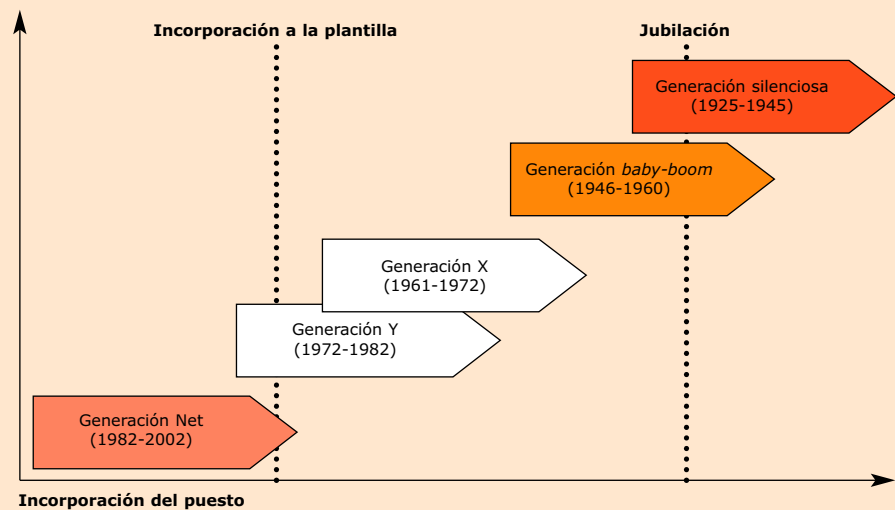 Incorporación a la plantilla
Jubilación
Generación silenciosa
(1925-1945)
Generación baby-boom
(1946-1960)
Generación X
(1961-1972)
Generación Y
(1972-1982)
Generación Net
(1982-2002)
Incorporación del puesto